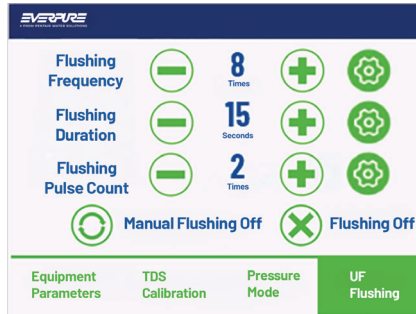 EVERPURE
A FROM PENTAIR WATER SOLUTIONS
Flushing
Frequency
8
Times
Flushing
Duration
15
Seconds
Flushing
Pulse Count
2
Times
Manual Flushing Off
Flushing Off
Equipment
Parameters
TDS
Calibration
Pressure
Mode
UF
Flushing